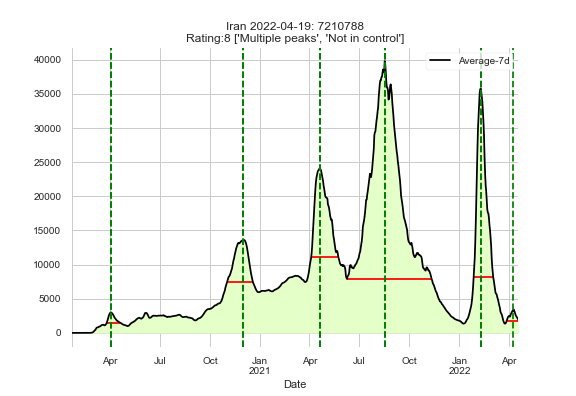 Iran 2022-04-19: 7210788
Rating:8 ['Multiple peaks', 'Not in control']
Average-7d
40000
35000
30000
25000
20000
15000
10000
5000
0
Apr Jul Oct Jan Apr Jul Oct Jan Apr
2021 2022
Date